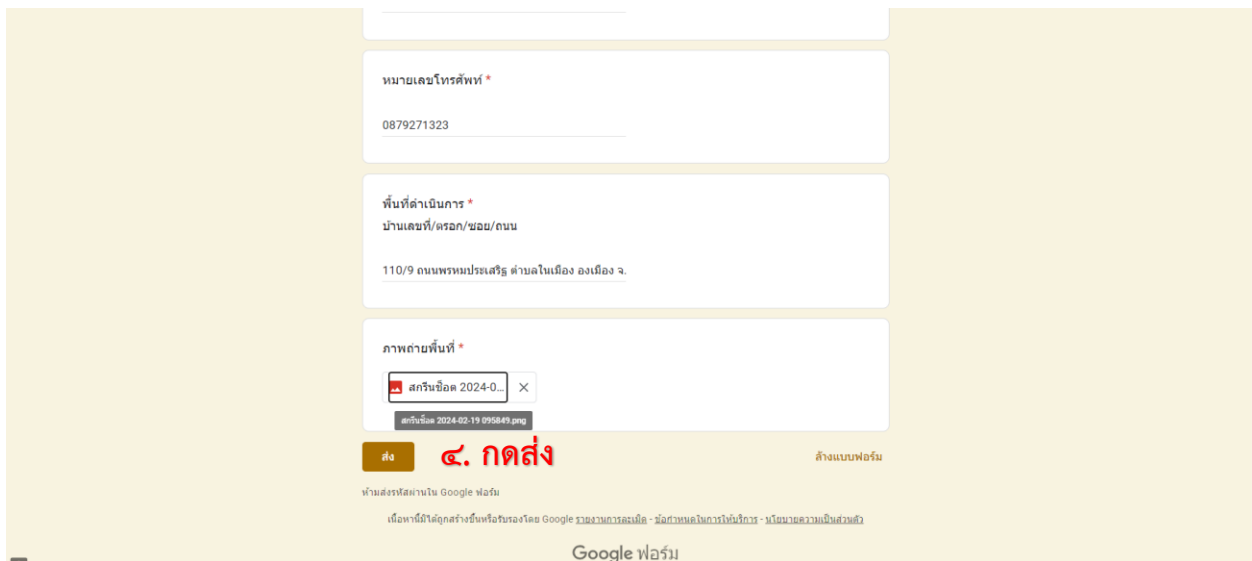 หมายเลขโทรศัพท์ *
0879271323
พื้นที่ดำเนินการ *
บ้านเลขที่/ตรอก/ซอย/ถนน
110/9 ถนนพรหมประเสริฐ ตำบลในเมือง องเมือง จ.
ภาพถ่ายพื้นที่ *
สกรีนช็อต 2024-0...
สกรีนช็อต 2024-02-19 095849.png
ส่ง ๔. กดส่ง ล้างแบบฟอร์ม
ห้ามส่งรหัสผ่านใน Google ฟอร์ม
เนื้อหานี้มิได้ถูกสร้างขึ้นหรือรับรองโดย Google รายงานการละเมิด - ข้อกำหนดในการให้บริการ - นโยบายความเป็นส่วนตัว
Google ฟอร์ม